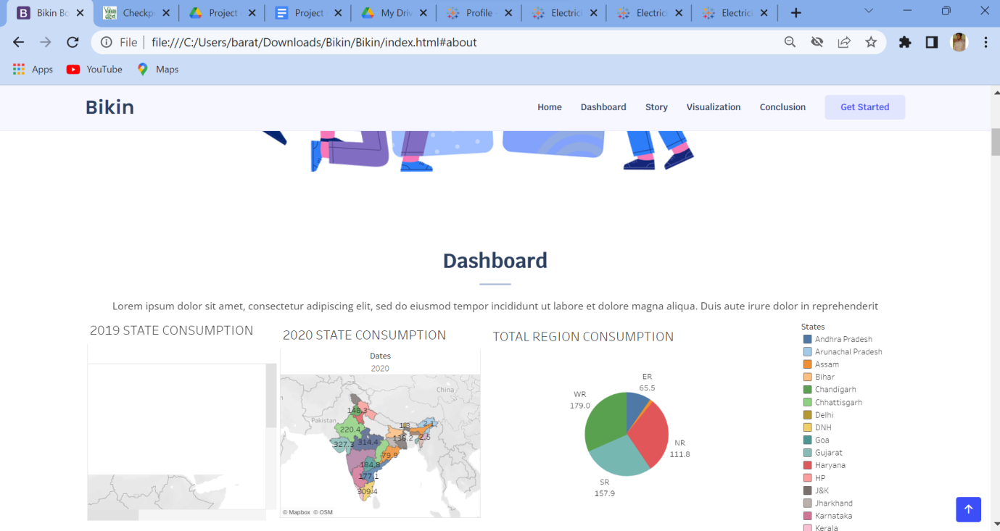 Bikin Bo
Checkp
Project
Project
My Driv
Profile -
Electrici
Electrici
Electrici
File
file:///C:/Users/barat/Downloads/Bikin/Bikin/index.html#about
Apps
YouTube
Maps
Bikin
Home
Dashboard
Story
Visualization
Conclusion
Get Started
Dashboard
Lorem ipsum dolor sit amet, consectetur adipiscing elit, sed do eiusmod tempor incididunt ut labore et dolore magna aliqua. Duis aute irure dolor in reprehenderit
2019 STATE CONSUMPTION
2020 STATE CONSUMPTION
Dates
2020
China
Pakistan
148.3
220.4
1.3
2.1
327.3
314.4
138.2
2.5
79.9
184.8
177.1
309.4
© Mapbox © OSM
TOTAL REGION CONSUMPTION
ER
65.5
WR
179.0
NR
111.8
SR
157.9
States
Andhra Pradesh
Arunachal Pradesh
Assam
Bihar
Chandigarh
Chhattisgarh
Delhi
DNH
Goa
Gujarat
Haryana
HP
J&K
Jharkhand
Karnataka
Kerala